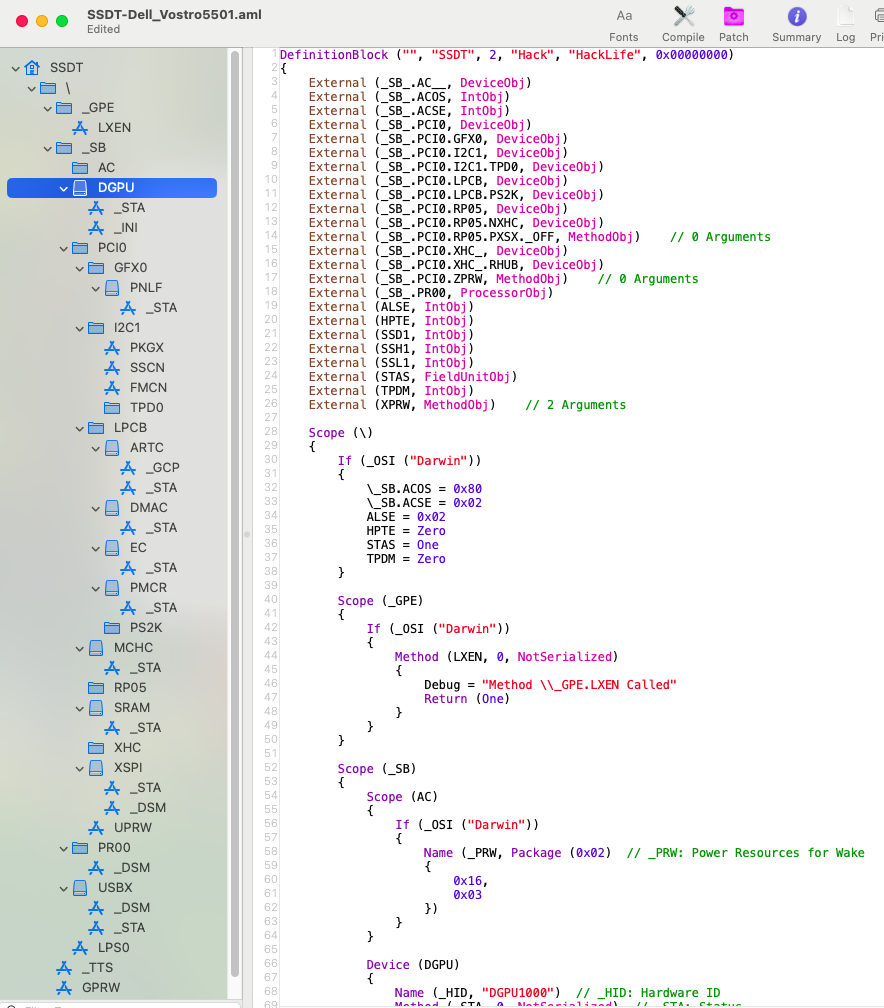 SSDT-Dell_Vostro5501.aml
Edited
Aa
Fonts
Compile
Patch
Summary
Log
SSDT
\
_GPE
LXEN
_SB
AC
DGPU
_STA
_INI
PCI0
GFX0
PNLF
_STA
I2C1
PKGX
SSCN
FMCN
TPD0
LPCB
ARTC
_GCP
_STA
DMAC
_STA
EC
_STA
PMCR
_STA
PS2K
MCHC
_STA
RP05
SRAM
_STA
XHC
XSPI
_STA
_DSM
UPRW
PR00
_DSM
USBX
_DSM
_STA
LPS0
_TTS
GPRW
1 DefinitionBlock ("", "SSDT", 2, "Hack", "HackLife", 0x00000000)
2 {
3 External (_SB_.AC__, DeviceObj)
4 External (_SB_.ACOS, IntObj)
5 External (_SB_.ACSE, IntObj)
6 External (_SB_.PCI0, DeviceObj)
7 External (_SB_.PCI0.GFX0, DeviceObj)
8 External (_SB_.PCI0.I2C1, DeviceObj)
9 External (_SB_.PCI0.I2C1.TPD0, DeviceObj)
10 External (_SB_.PCI0.LPCB, DeviceObj)
11 External (_SB_.PCI0.LPCB.PS2K, DeviceObj)
12 External (_SB_.PCI0.RP05, DeviceObj)
13 External (_SB_.PCI0.RP05.NXHC, DeviceObj)
14 External (_SB_.PCI0.RP05.PXSX._OFF, MethodObj)    // 0 Arguments
15 External (_SB_.PCI0.XHC_, DeviceObj)
16 External (_SB_.PCI0.XHC_.RHUB, DeviceObj)
17 External (_SB_.PCI0.ZPRW, MethodObj)    // 0 Arguments
18 External (_SB_.PR00, ProcessorObj)
19 External (ALSE, IntObj)
20 External (HPTE, IntObj)
21 External (SSD1, IntObj)
22 External (SSH1, IntObj)
23 External (SSL1, IntObj)
24 External (STAS, FieldUnitObj)
25 External (TPDM, IntObj)
26 External (XPRW, MethodObj)    // 2 Arguments
27
28 Scope (\)
29 {
30 If (_OSI ("Darwin"))
31 {
32 \_SB.ACOS = 0x80
33 \_SB.ACSE = 0x02
34 ALSE = 0x02
35 HPTE = Zero
36 STAS = One
37 TPDM = Zero
38 }
39
40 Scope (_GPE)
41 {
42 If (_OSI ("Darwin"))
43 {
44 Method (LXEN, 0, NotSerialized)
45 {
46 Debug = "Method \\_GPE.LXEN Called"
47 Return (One)
48 }
49 }
50 }
51
52 Scope (_SB)
53 {
54 Scope (AC)
55 {
56 If (_OSI ("Darwin"))
57 {
58 Name (_PRW, Package (0x02)  // _PRW: Power Resources for Wake
59 {
60 0x16,
61 0x03
62 })
63 }
64 }
65
66 Device (DGPU)
67 {
68 Name (_HID, "DGPU1000")  // _HID: Hardware ID
69 Method (_STA, 0, NotSerialized)  // _STA: Status